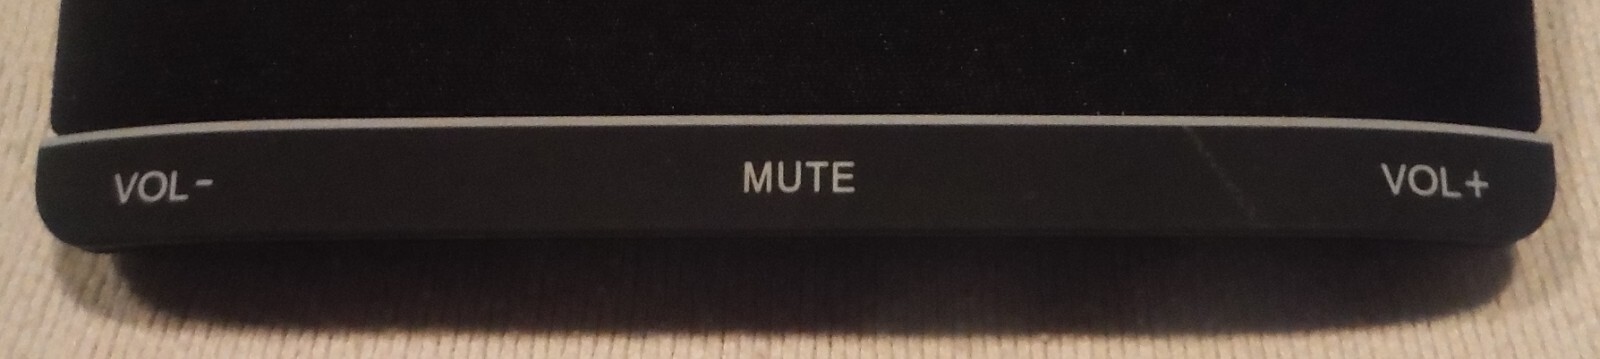 VOL- MUTE VOL+